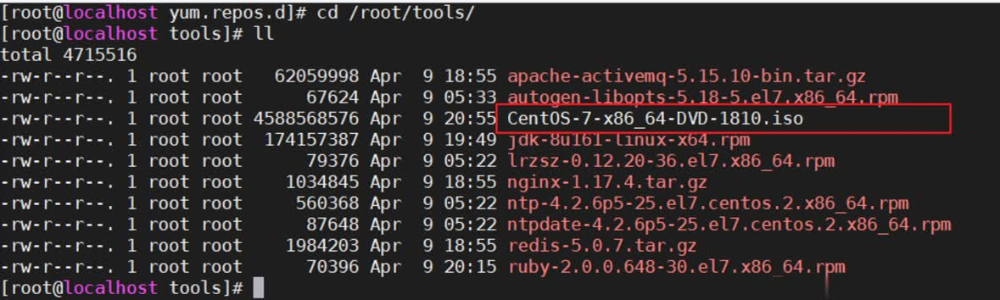 [root@localhost yum.repos.d]# cd /root/tools/
[root@localhost tools]# ll
total 4715516
-rw-r--r--. 1 root root   62059998 Apr  9 18:55 apache-activemq-5.15.10-bin.tar.gz
-rw-r--r--. 1 root root      67624 Apr  9 05:33 autogen-libopts-5.18-5.el7.x86_64.rpm
-rw-r--r--. 1 root root 4588568576 Apr  9 20:55 CentOS-7-x86_64-DVD-1810.iso
-rw-r--r--. 1 root root  174157387 Apr  9 19:49 jdk-8u161-linux-x64.rpm
-rw-r--r--. 1 root root      79376 Apr  9 05:22 lrzsz-0.12.20-36.el7.x86_64.rpm
-rw-r--r--. 1 root root    1034845 Apr  9 18:55 nginx-1.17.4.tar.gz
-rw-r--r--. 1 root root     560368 Apr  9 05:22 ntp-4.2.6p5-25.el7.centos.2.x86_64.rpm
-rw-r--r--. 1 root root      87648 Apr  9 05:22 ntpdate-4.2.6p5-25.el7.centos.2.x86_64.rpm
-rw-r--r--. 1 root root    1984203 Apr  9 18:55 redis-5.0.7.tar.gz
-rw-r--r--. 1 root root      70396 Apr  9 20:15 ruby-2.0.0.648-30.el7.x86_64.rpm
[root@localhost tools]#